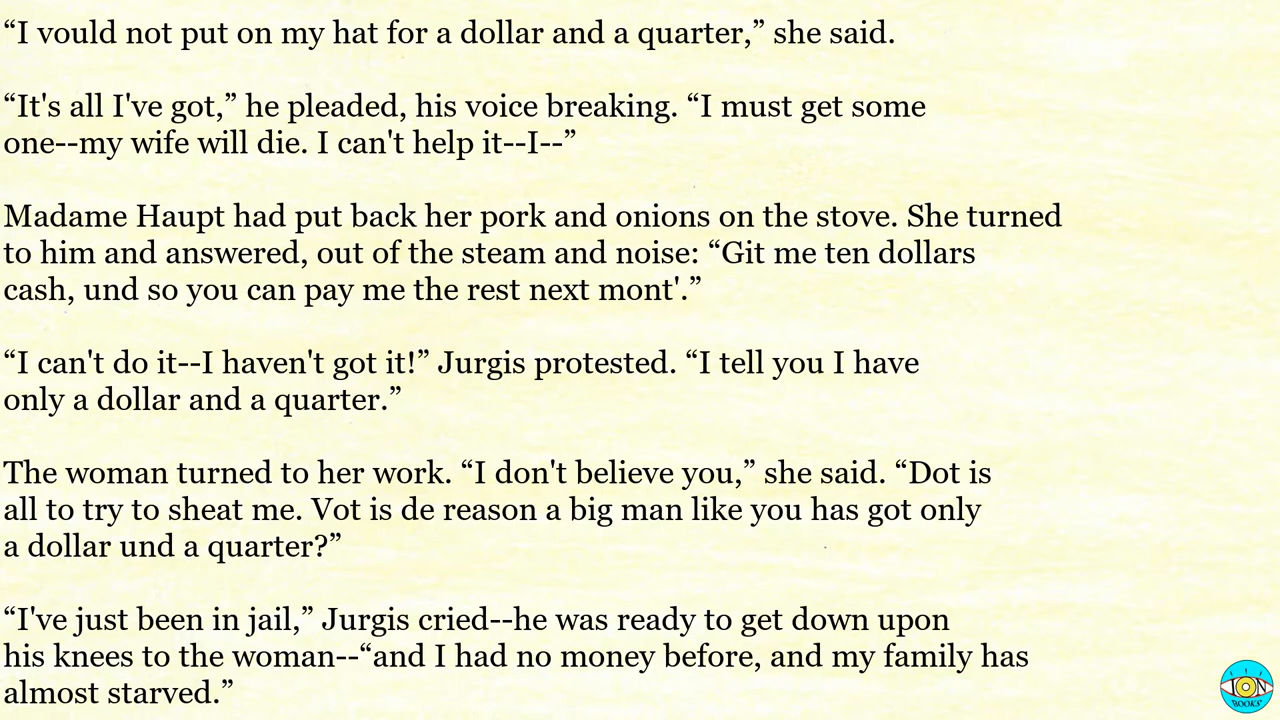 “I vould not put on my hat for a dollar and a quarter,” she said.
“It's all I've got,” he pleaded, his voice breaking. “I must get some
one--my wife will die. I can't help it--I--”
Madame Haupt had put back her pork and onions on the stove. She turned
to him and answered, out of the steam and noise: “Git me ten dollars
cash, und so you can pay me the rest next mont'.”
“I can't do it--I haven't got it!” Jurgis protested. “I tell you I have
only a dollar and a quarter.”
The woman turned to her work. “I don't believe you,” she said. “Dot is
all to try to sheat me. Vot is de reason a big man like you has got only
a dollar und a quarter?”
“I've just been in jail,” Jurgis cried--he was ready to get down upon
his knees to the woman--“and I had no money before, and my family has
almost starved.”
ION
BOOKS